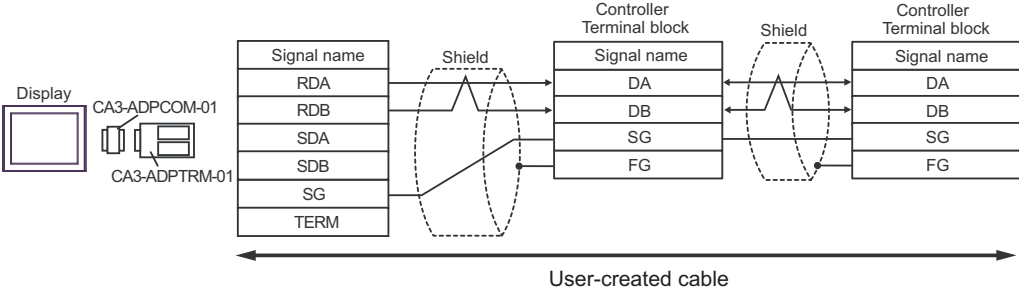 Display
CA3-ADPCOM-01
CA3-ADPTRM-01
Signal name
RDA
RDB
SDA
SDB
SG
TERM
Shield
Controller
Terminal block
Signal name
DA
DB
SG
FG
Shield
Controller
Terminal block
Signal name
DA
DB
SG
FG
User-created cable